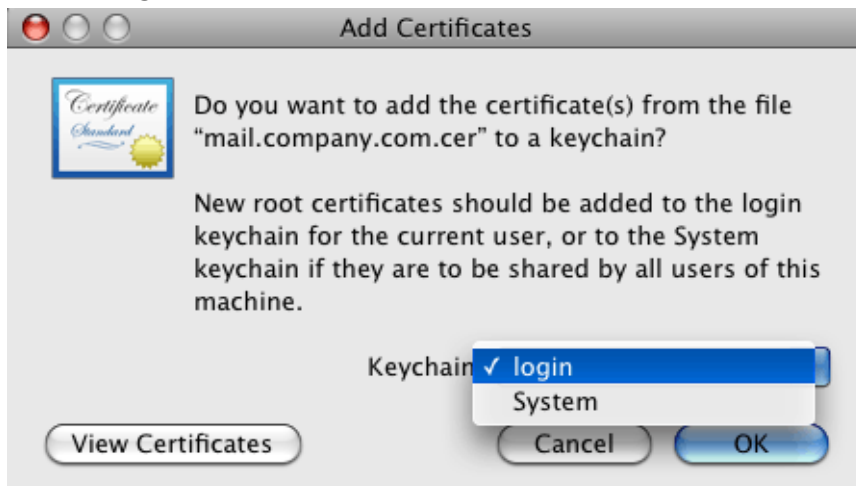 Add Certificates
Certificate
Standard
Do you want to add the certificate(s) from the file
“mail.company.com.cer” to a keychain?
New root certificates should be added to the login
keychain for the current user, or to the System
keychain if they are to be shared by all users of this
machine.
Keychain ✓ login
System
View Certificates Cancel OK